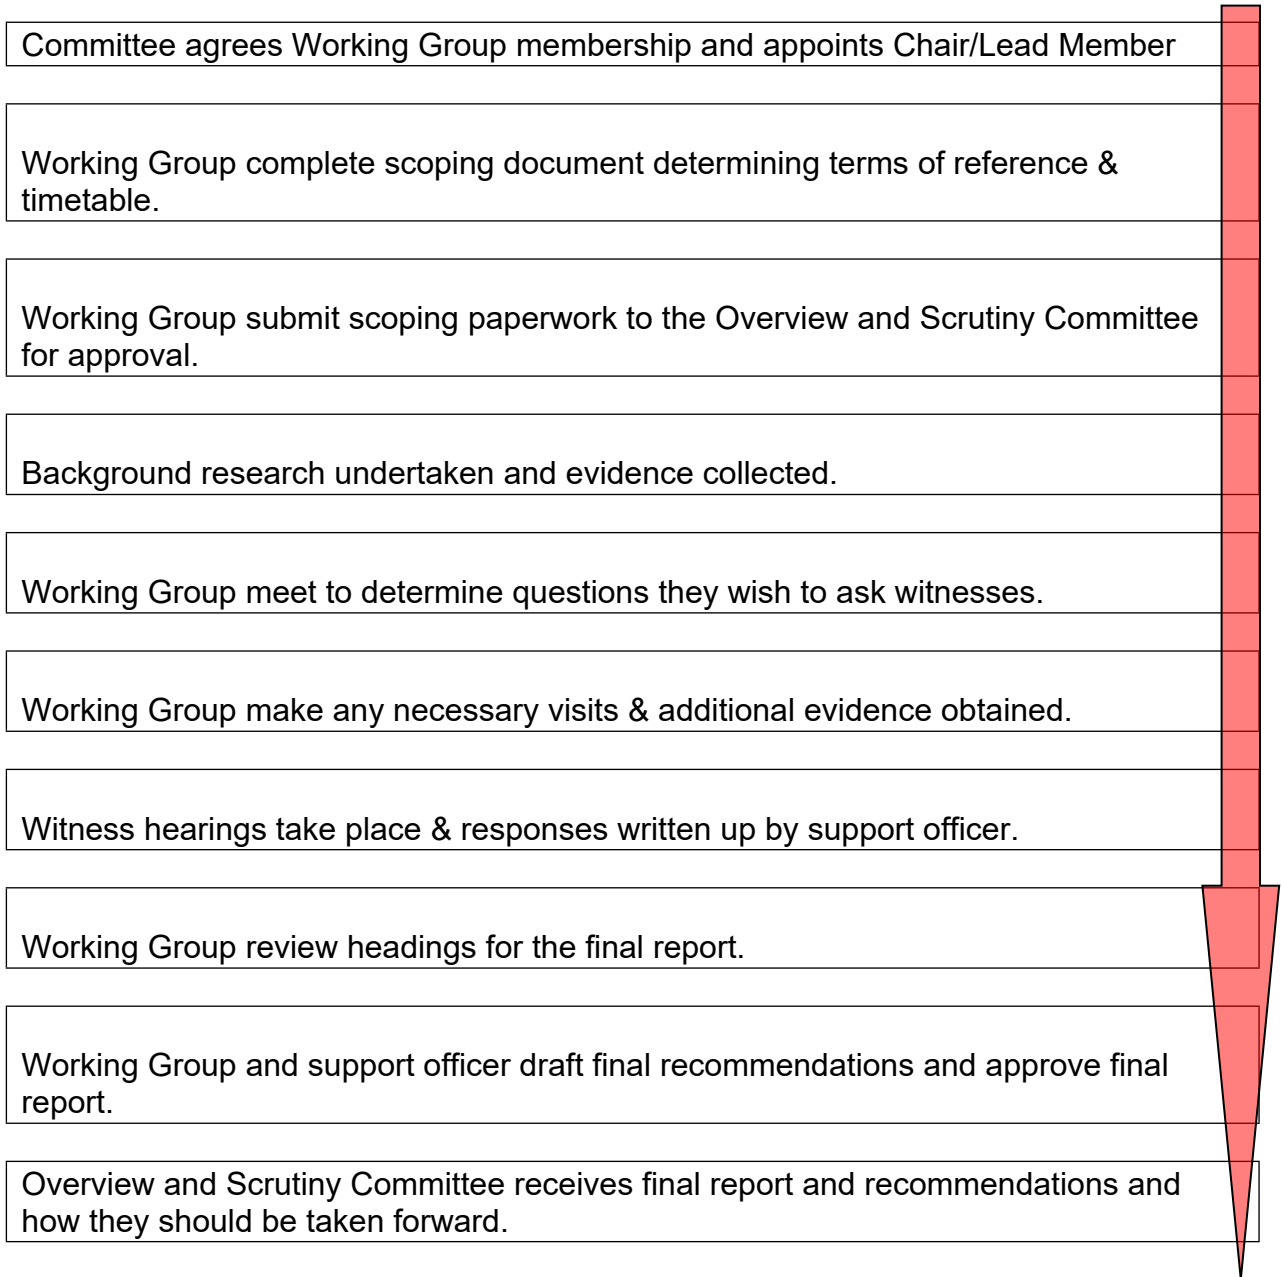 Committee agrees Working Group membership and appoints Chair/Lead Member
Working Group complete scoping document determining terms of reference &
timetable.
Working Group submit scoping paperwork to the Overview and Scrutiny Committee
for approval.
Background research undertaken and evidence collected.
Working Group meet to determine questions they wish to ask witnesses.
Working Group make any necessary visits & additional evidence obtained.
Witness hearings take place & responses written up by support officer.
Working Group review headings for the final report.
Working Group and support officer draft final recommendations and approve final
report.
Overview and Scrutiny Committee receives final report and recommendations and
how they should be taken forward.